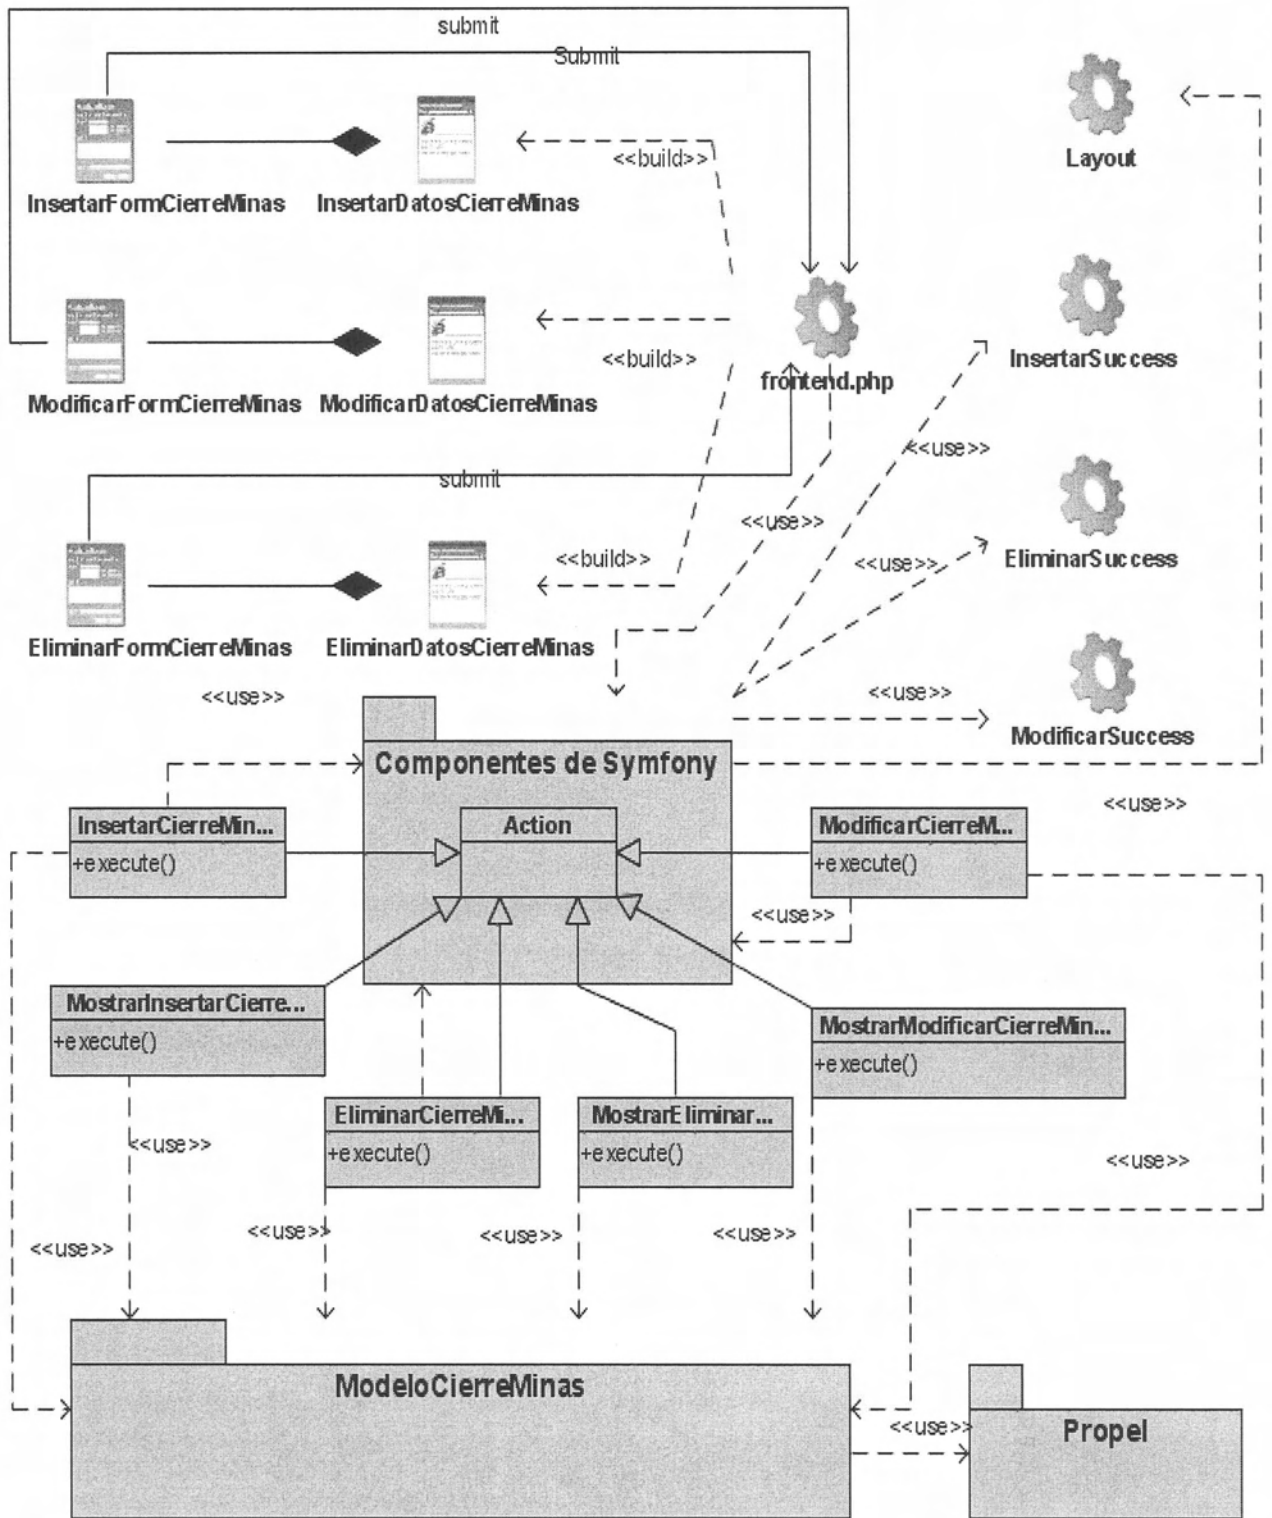 submit
Submit
Layout
<<build>>
InsertarFormCierreMinas
InsertarDatosCierreMinas
InsertarSuccess
<<build>>
frontend.php
ModificarFormCierreMinas
ModificarDatosCierreMinas
<<use>>
submit
<<use>>
<<build>>
<<use>>
EliminarSuccess
EliminarFormCierreMinas
EliminarDatosCierreMinas
<<use>>
<<use>>
ModificarSuccess
Componentes de Symfony
<<use>>
InsertarCierreMin...
+execute()
Action
ModificarCierreM...
+execute()
<<use>>
MostrarInsertarCierre...
+execute()
MostrarModificarCierreMin...
+execute()
EliminarCierreMi...
+execute()
MostrarEliminar...
+execute()
<<use>>
<<use>>
<<use>>
<<use>>
<<use>>
<<use>>
ModeloCierreMinas
<<use>>
Propel